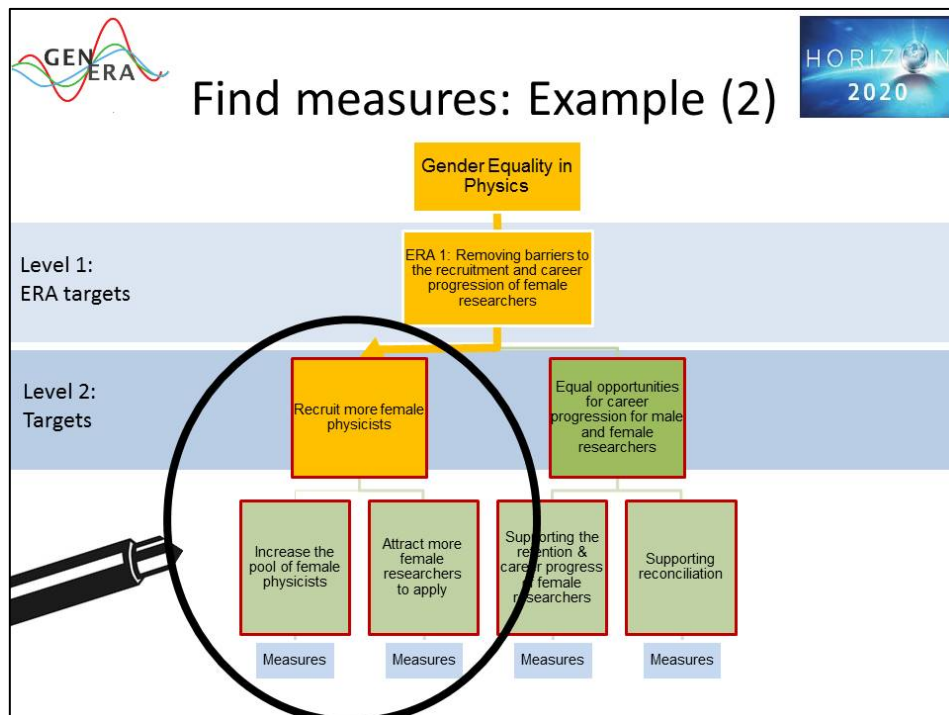 GEN
ERA
HORIZON
2020
Find measures: Example (2)
Gender Equality in
Physics
Level 1:
ERA targets
ERA 1: Removing barriers to
the recruitment and career
progression of female
researchers
Level 2:
Targets
Recruit more female
physicists
Equal opportunities
for career
progression for male
and female
researchers
Increase the
pool of female
physicists
Attract more
female
researchers
to apply
Supporting the
retention &
career progress
of female
researchers
Supporting
reconciliation
Measures
Measures
Measures
Measures